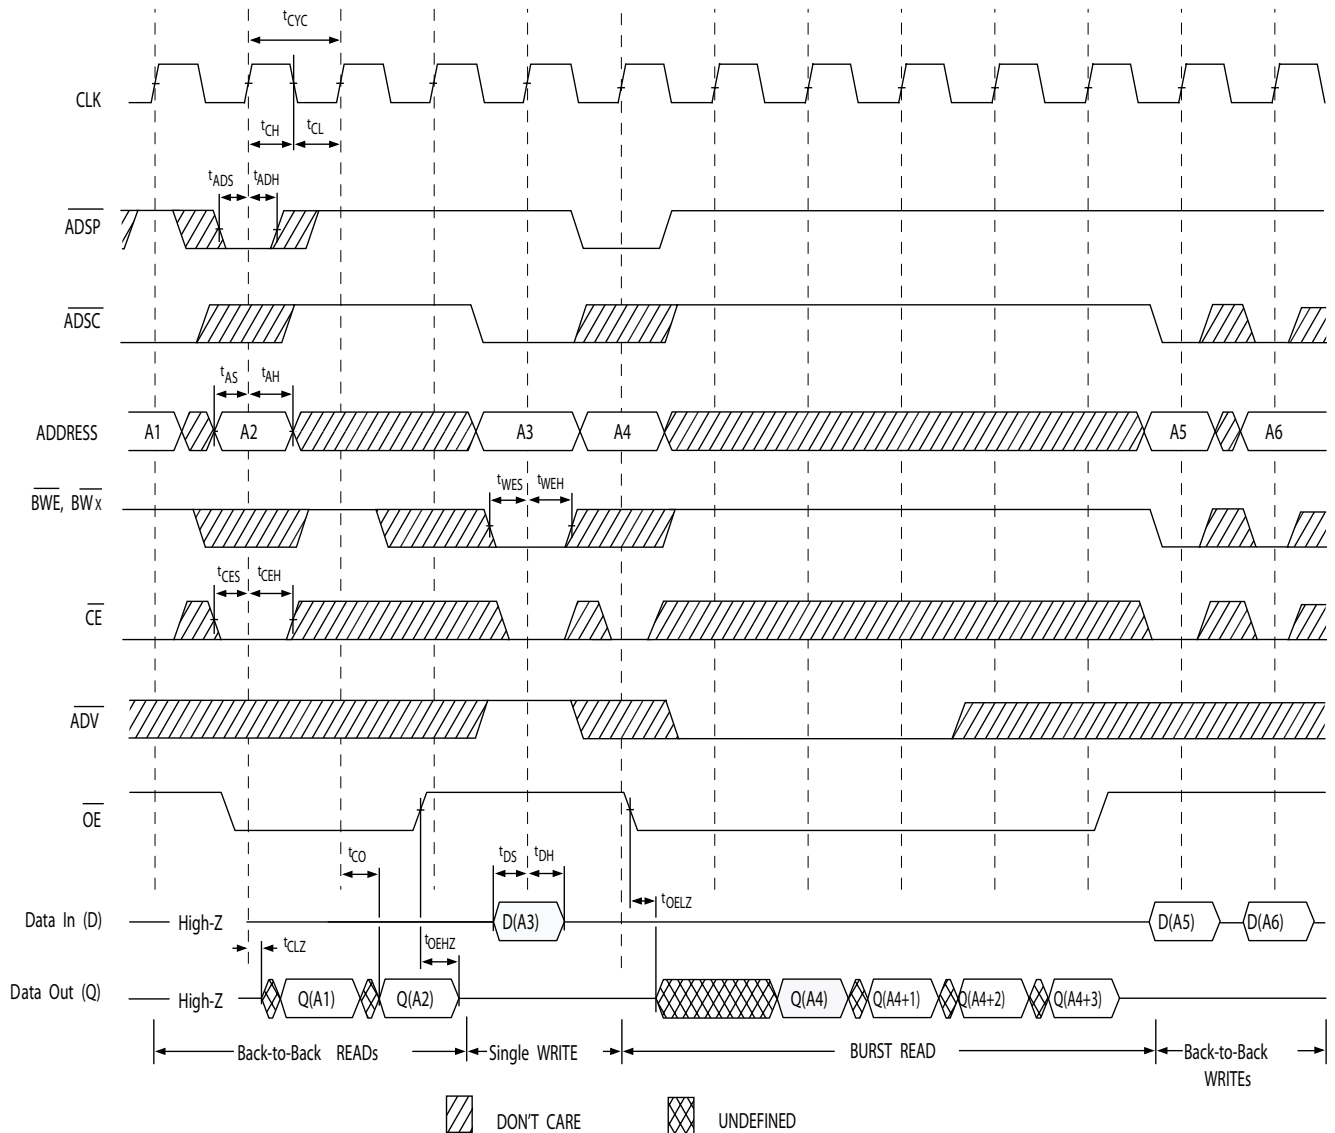 tCYC
CLK
tCH tCL
tADS tADH
ADSP
ADSC
tAS tAH
ADDRESS A1 A2 A3 A4 A5 A6
tWES tWEH
BWE, BWx
tCES tCEH
CE
ADV
OE
tCO tDS tDH
tOELZ
Data In (D) High-Z D(A3) D(A5) D(A6)
tCLZ tOEHZ
Data Out (Q) High-Z Q(A1) Q(A2) Q(A4) Q(A4+1) Q(A4+2) Q(A4+3)
Back-to-Back READs Single WRITE BURST READ Back-to-Back
WRITEs
DON'T CARE UNDEFINED